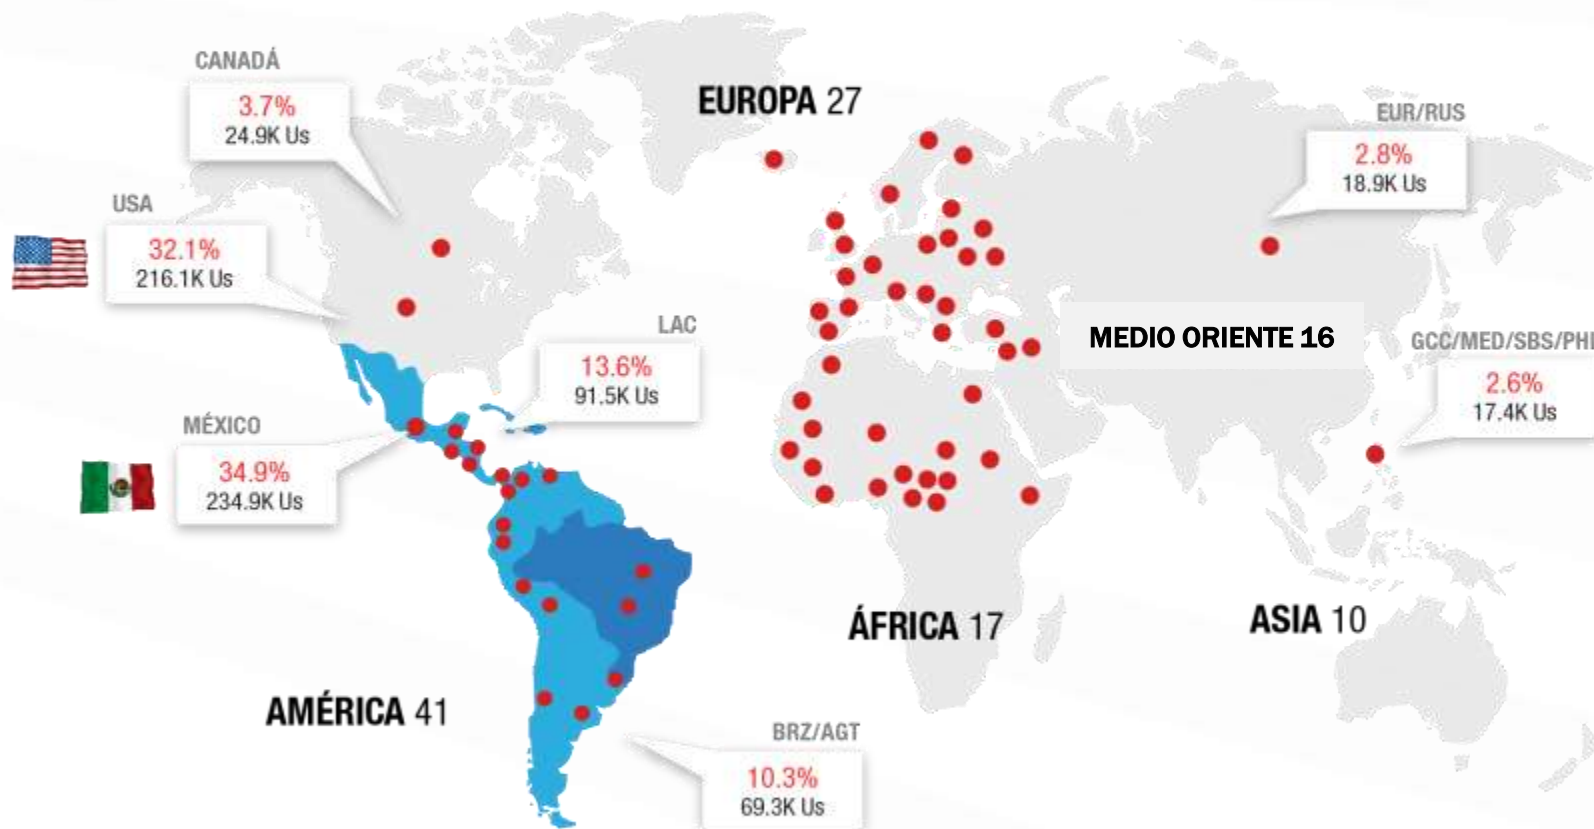 CANADÁ
3.7%
24.9K Us
EUROPA 27
EUR/RUS
2.8%
18.9K Us
USA
32.1%
216.1K Us
LAC
13.6%
91.5K Us
MEDIO ORIENTE 16
GCC/MED/SBS/PHI
2.6%
17.4K Us
MÉXICO
34.9%
234.9K Us
ÁFRICA 17
ASIA 10
AMÉRICA 41
BRZ/AGT
10.3%
69.3K Us